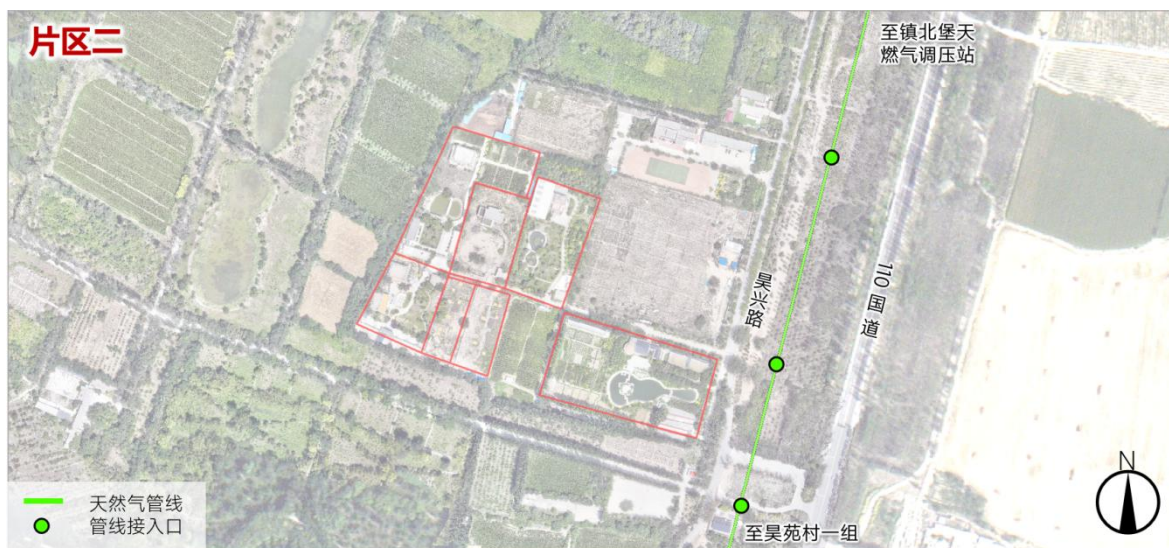 片区二
至镇北堡天
燃气调压站
昊兴路
110国道
天然气管线
管线接入口
至昊苑村一组
N